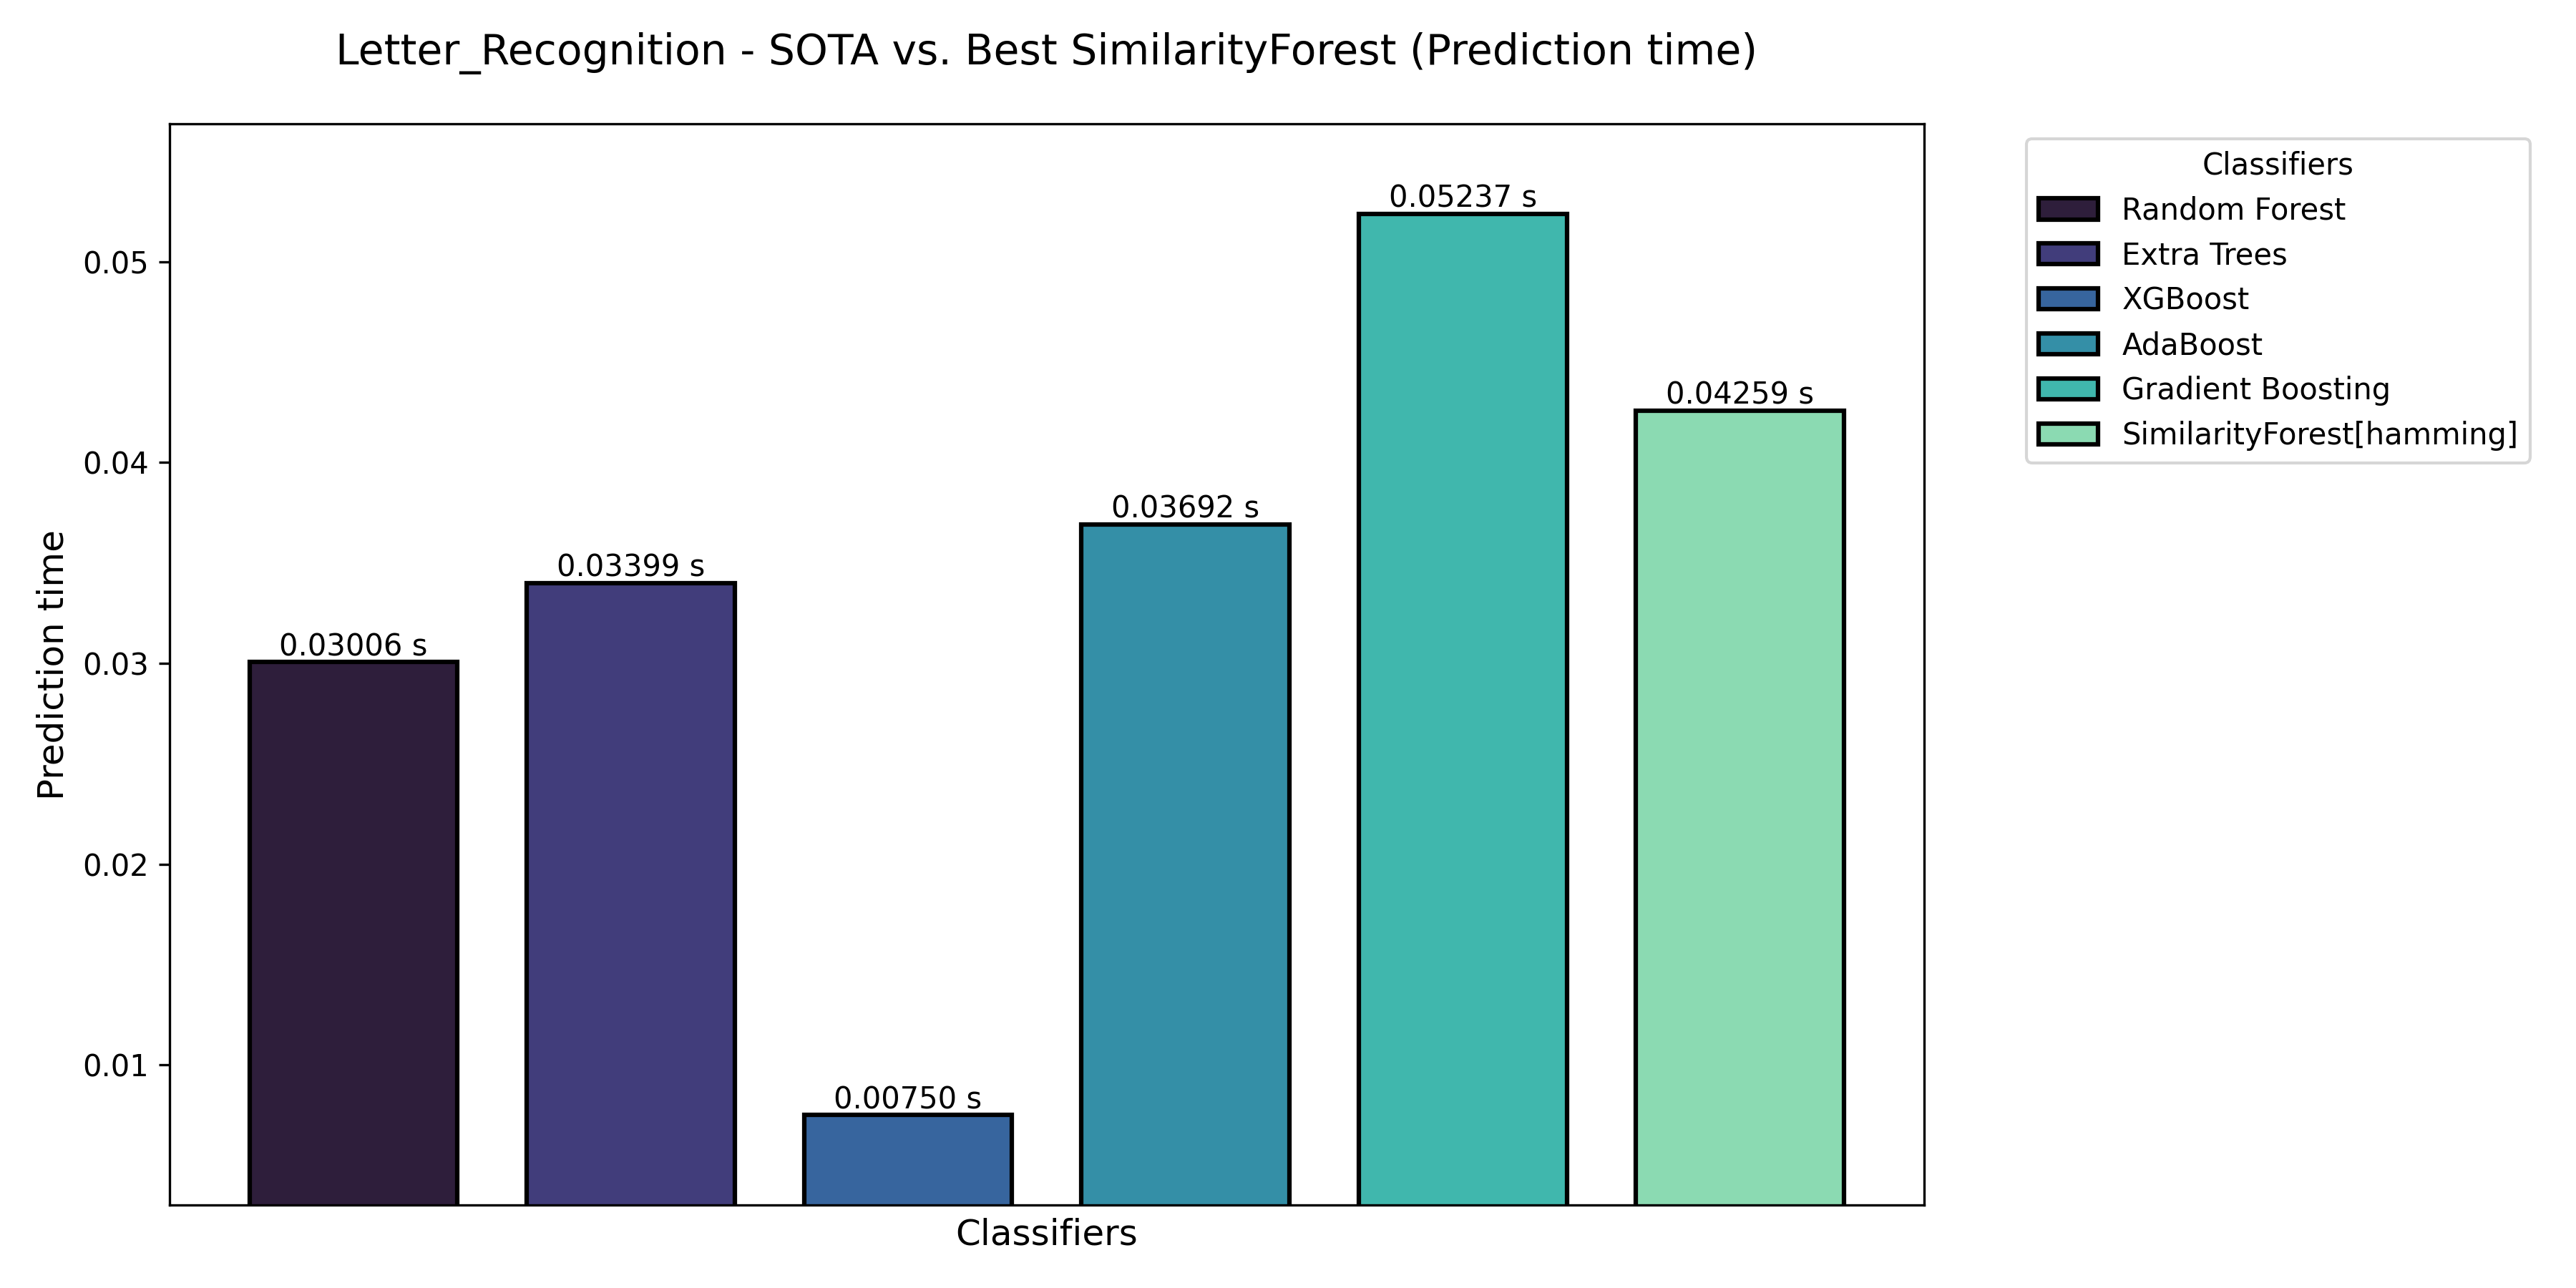 Letter_Recognition - SOTA vs. Best SimilarityForest (Prediction time)
Prediction time
0.05
0.04
0.03
0.02
0.01
0.03006 s
0.03399 s
0.00750 s
0.03692 s
0.05237 s
0.04259 s
Classifiers
Classifiers
Random Forest
Extra Trees
XGBoost
AdaBoost
Gradient Boosting
SimilarityForest[hamming]